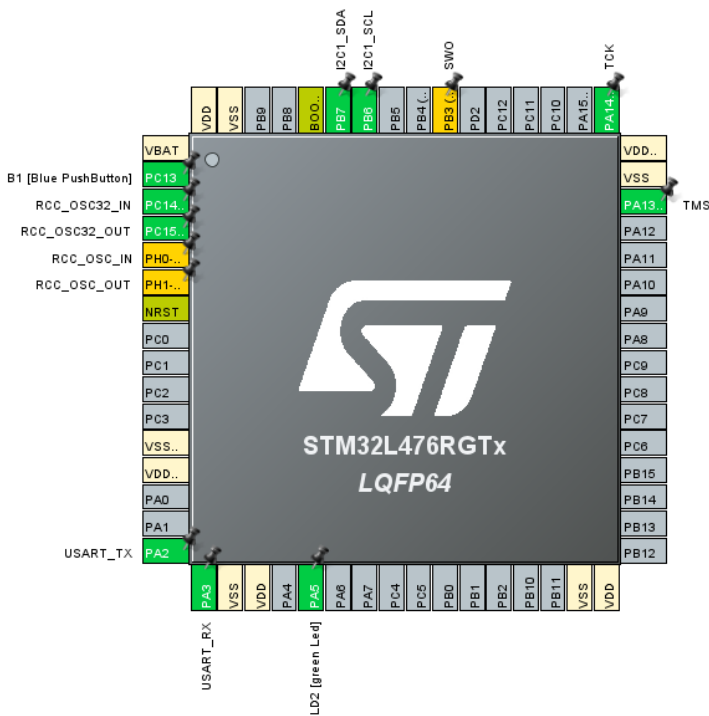 I2C1_SDA
I2C1_SCL
SWO
TCK
VDD
VSS
PB9
PB8
BOO..
PB7
PB6
PB5
PB4 (..
PB3 (..
PD2
PC12
PC11
PC10
PA15..
PA14..
VBAT
B1 [Blue PushButton] PC13
RCC_OSC32_IN PC14..
RCC_OSC32_OUT PC15..
RCC_OSC_IN PH0-..
RCC_OSC_OUT PH1-..
NRST
PC0
PC1
PC2
PC3
VSS..
VDD..
PA0
PA1
USART_TX PA2
ST
STM32L476RGTx
LQFP64
VDD..
VSS
PA13.. TMS
PA12
PA11
PA10
PA9
PA8
PC9
PC8
PC7
PC6
PB15
PB14
PB13
PB12
PA3
VSS
VDD
PA4
PA5
PA6
PA7
PC4
PC5
PB0
PB1
PB2
PB10
PB11
VSS
VDD
USART_RX
LD2 [green Led]